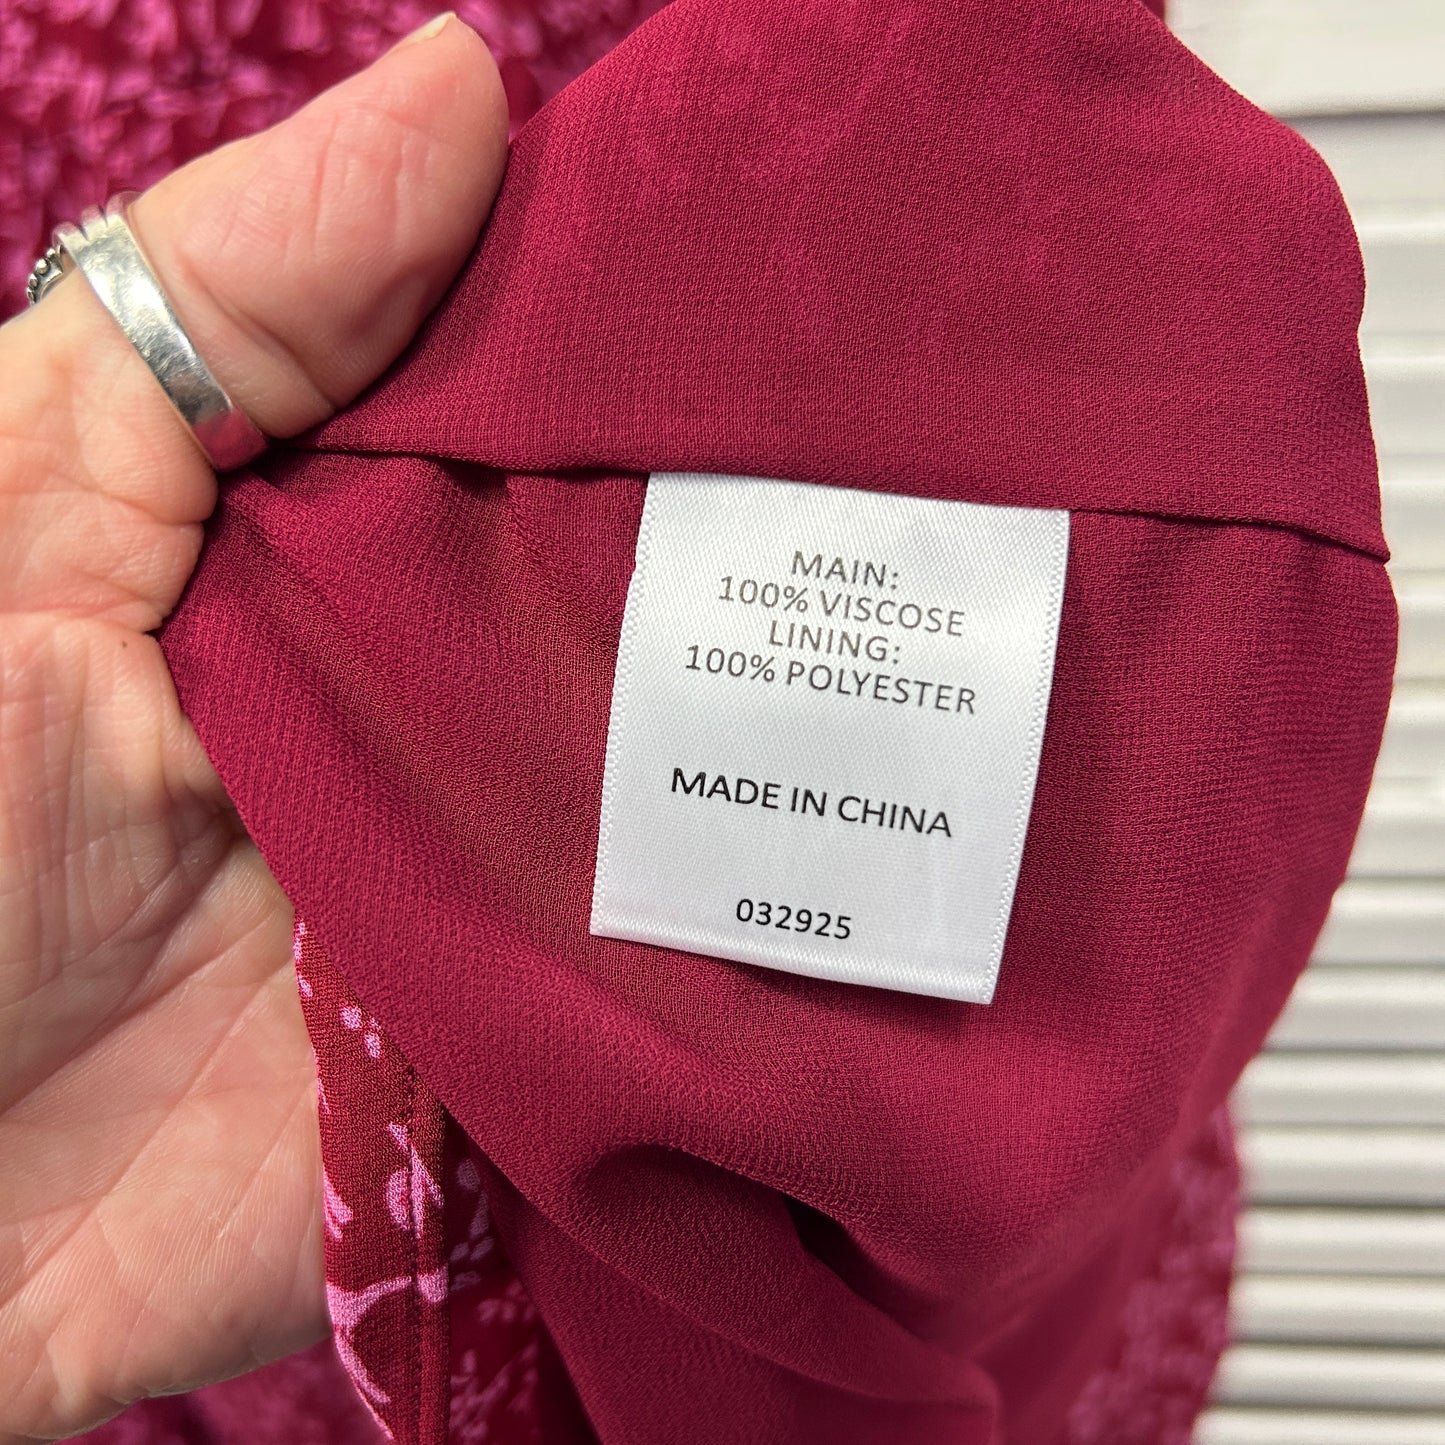 MAIN:
100% VISCOSE
LINING:
100% POLYESTER
MADE IN CHINA
032925